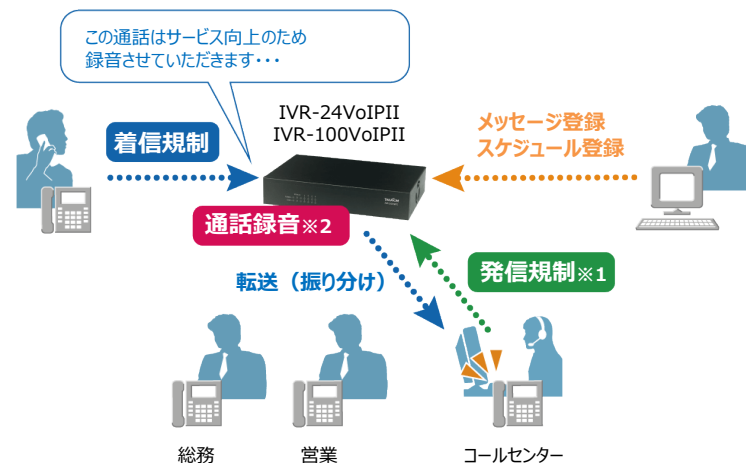 この通話はサービス向上のため
録音させていただきます・・・
IVR-24VoIPII
IVR-100VoIPII
着信規制
メッセージ登録
スケジュール登録
通話録音※2
転送（振り分け）
発信規制※1
総務
営業
コールセンター